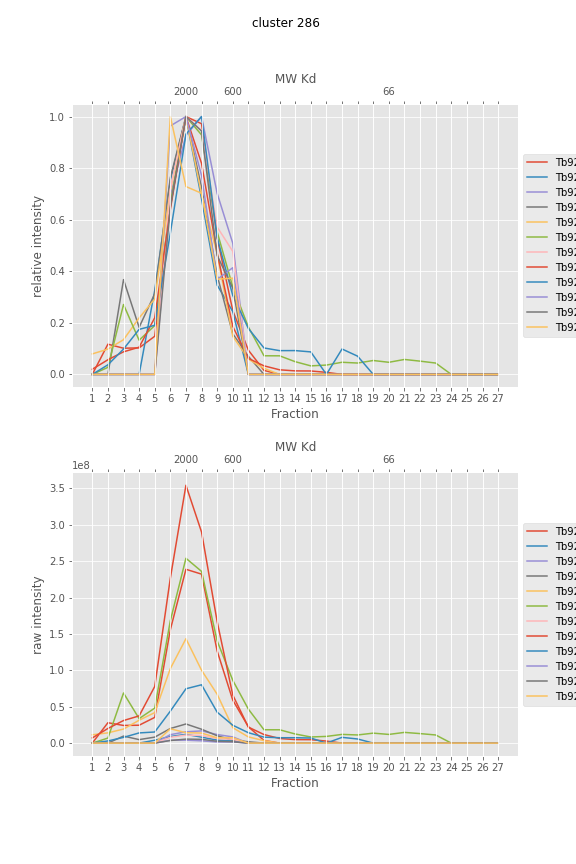 cluster 286
MW Kd
2000 600 66
1.0
0.8
0.6
0.4
0.2
0.0
relative intensity
1 2 3 4 5 6 7 8 9 10 11 12 13 14 15 16 17 18 19 20 21 22 23 24 25 26 27
Fraction
Tb92
Tb92
Tb92
Tb92
Tb92
Tb92
Tb92
Tb92
Tb92
Tb92
Tb92
Tb92
MW Kd
2000 600 66
1e8
3.5
3.0
2.5
2.0
1.5
1.0
0.5
0.0
raw intensity
1 2 3 4 5 6 7 8 9 10 11 12 13 14 15 16 17 18 19 20 21 22 23 24 25 26 27
Fraction
Tb92
Tb92
Tb92
Tb92
Tb92
Tb92
Tb92
Tb92
Tb92
Tb92
Tb92
Tb92